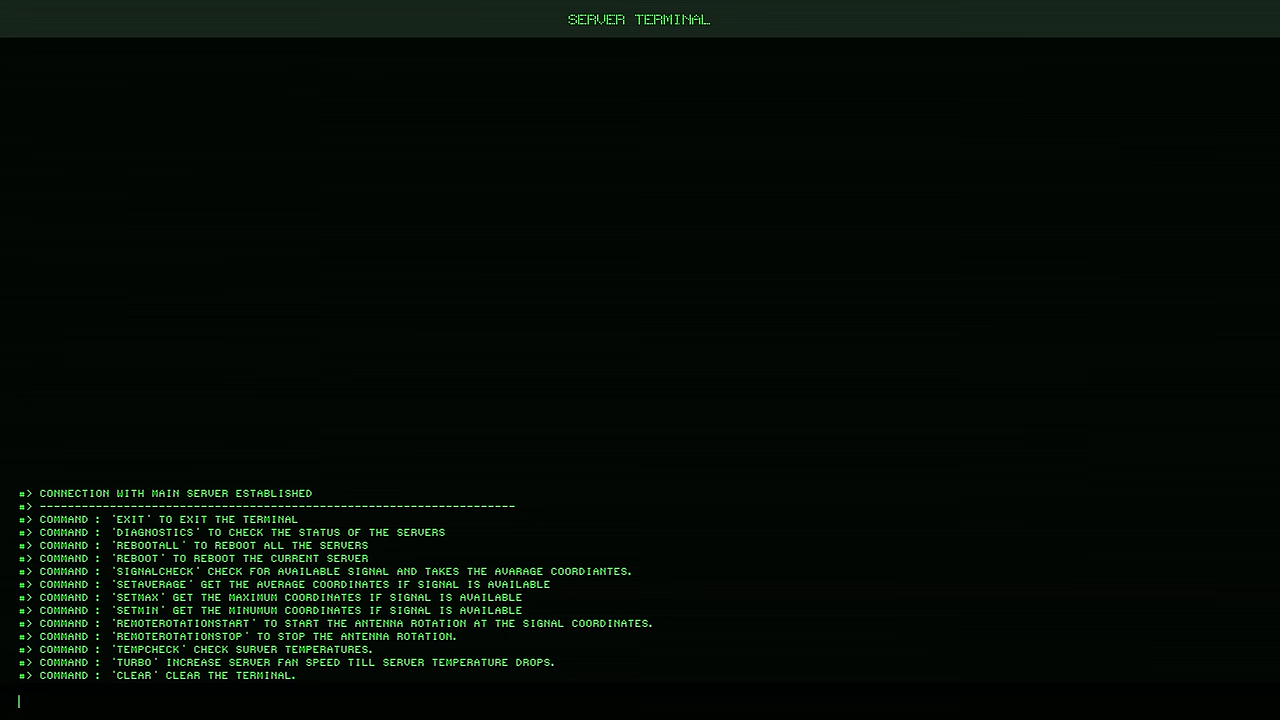 SERVER TERMINAL
#> CONNECTION WITH MAIN SERVER ESTABLISHED
#> --------------------------------------------------------------------
#> COMMAND : 'EXIT' TO EXIT THE TERMINAL
#> COMMAND : 'DIAGNOSTICS' TO CHECK THE STATUS OF THE SERVERS
#> COMMAND : 'REBOOTALL' TO REBOOT ALL THE SERVERS
#> COMMAND : 'REBOOT' TO REBOOT THE CURRENT SERVER
#> COMMAND : 'SIGNALCHECK' CHECK FOR AVAILABLE SIGNAL AND TAKES THE AVARAGE COORDIANTES.
#> COMMAND : 'SETAVERAGE' GET THE AVERAGE COORDINATES IF SIGNAL IS AVAILABLE
#> COMMAND : 'SETMAX' GET THE MAXIMUM COORDINATES IF SIGNAL IS AVAILABLE
#> COMMAND : 'SETMIN' GET THE MINUMUM COORDINATES IF SIGNAL IS AVAILABLE
#> COMMAND : 'REMOTEROTATIONSTART' TO START THE ANTENNA ROTATION AT THE SIGNAL COORDINATES.
#> COMMAND : 'REMOTEROTATIONSTOP' TO STOP THE ANTENNA ROTATION.
#> COMMAND : 'TEMPCHECK' CHECK SURVER TEMPERATURES.
#> COMMAND : 'TURBO' INCREASE SERVER FAN SPEED TILL SERVER TEMPERATURE DROPS.
#> COMMAND : 'CLEAR' CLEAR THE TERMINAL.